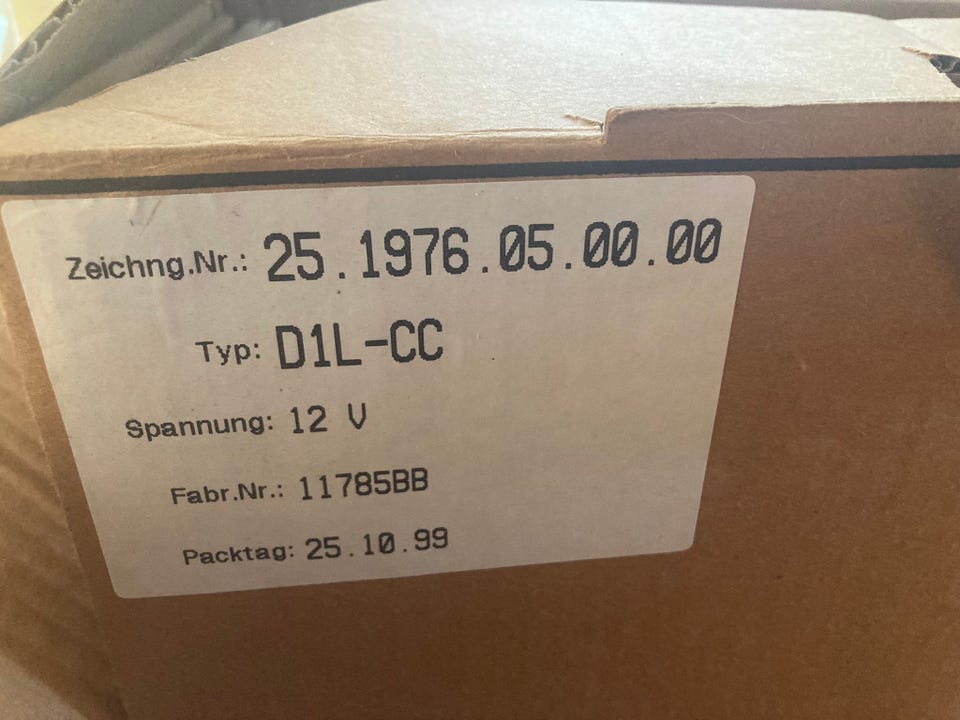 Zeichng.Nr.: 25.1976.05.00.00
Typ: D1L-CC
Spannung: 12 V
Fabr.Nr.: 11785BB
Packtag: 25.10.99